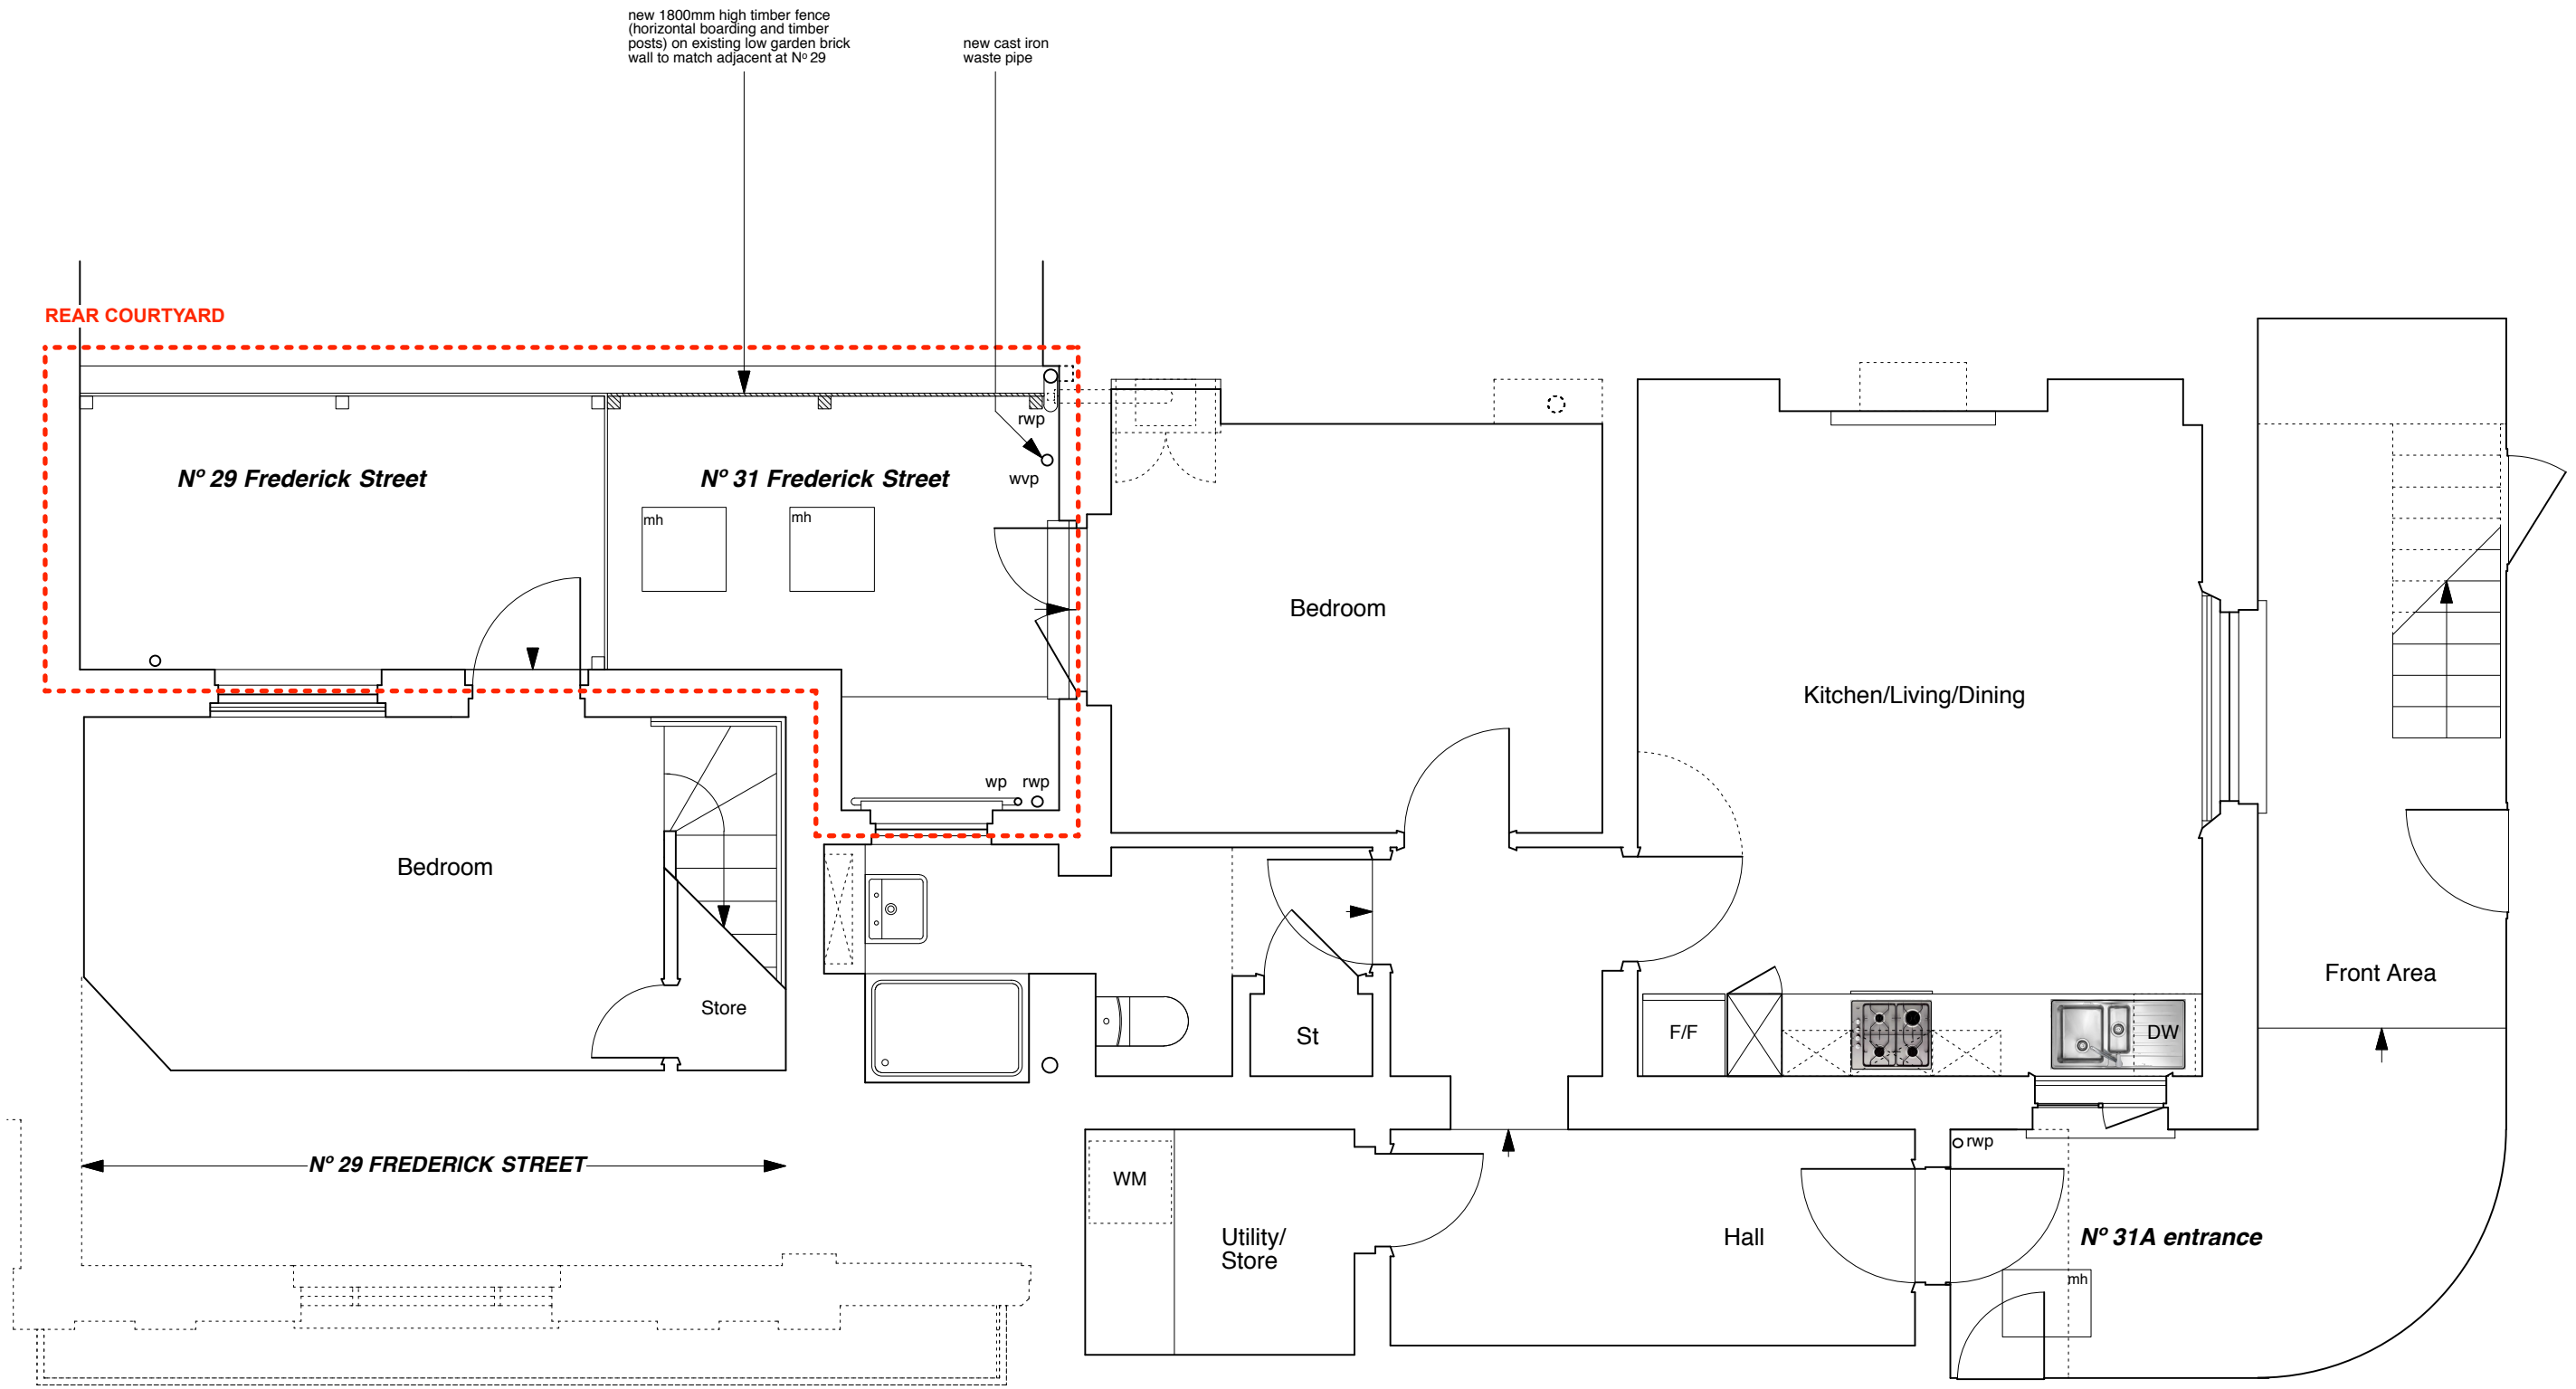 new 1800mm high timber fence
(horizontal boarding and timber
posts) on existing low garden brick
wall to match adjacent at Nº 29
new cast iron
waste pipe
REAR COURTYARD
rwp
Nº 29 Frederick Street
Nº 31 Frederick Street
wvp
mh
mh
Bedroom
Kitchen/Living/Dining
wp
rwp
Bedroom
Store
St
F/F
DW
Front Area
Nº 29 FREDERICK STREET
rwp
WM
Utility/
Store
Hall
Nº 31A entrance
mh